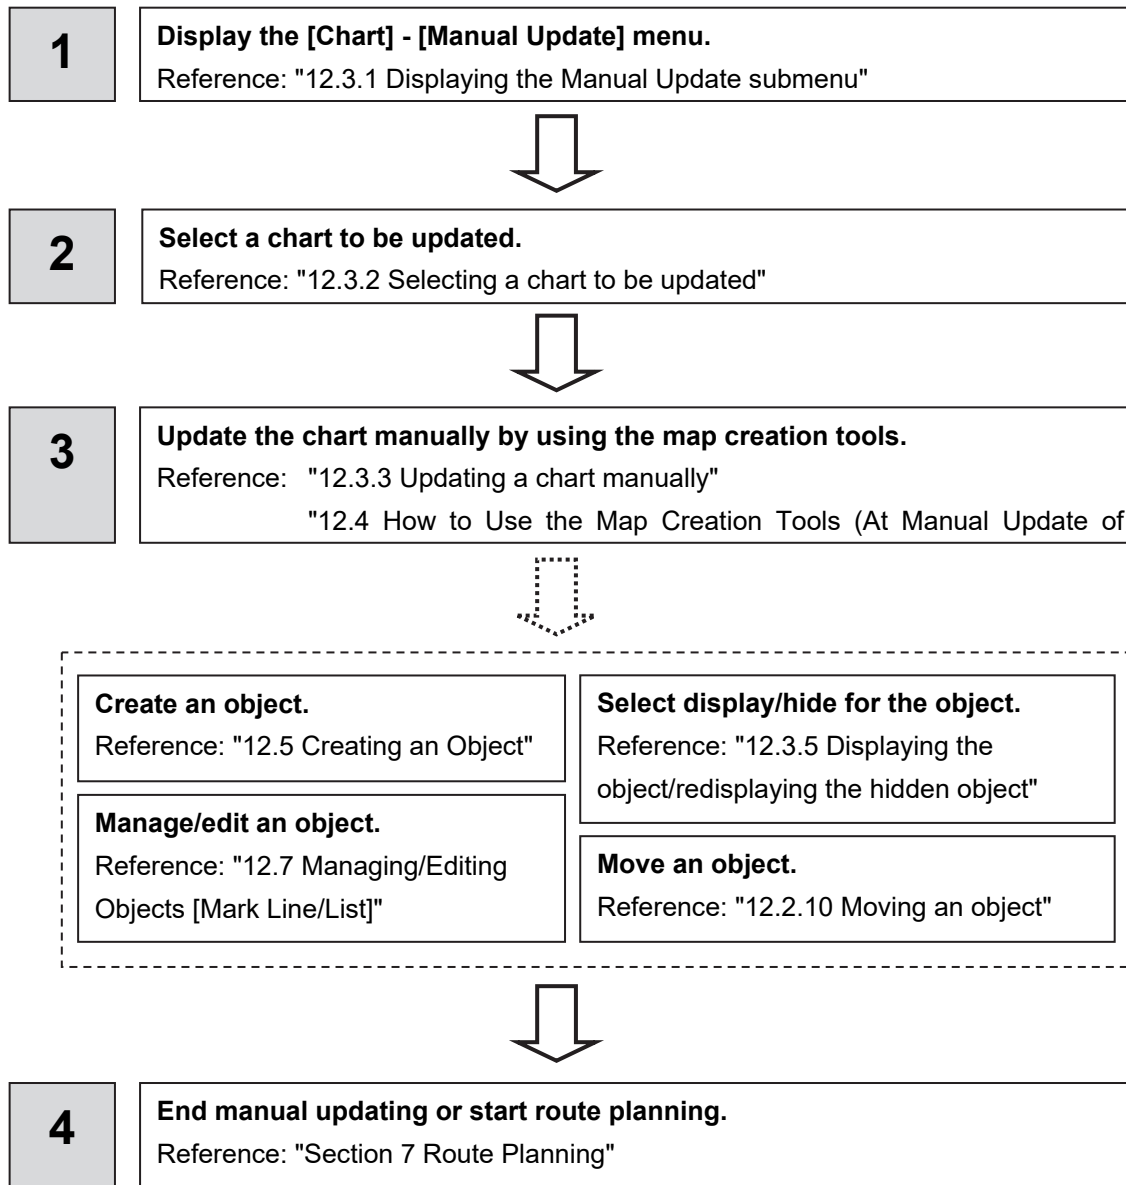 1
Display the [Chart] - [Manual Update] menu.
Reference: "12.3.1 Displaying the Manual Update submenu"
2
Select a chart to be updated.
Reference: "12.3.2 Selecting a chart to be updated"
3
Update the chart manually by using the map creation tools.
Reference: "12.3.3 Updating a chart manually"
"12.4 How to Use the Map Creation Tools (At Manual Update of
Create an object.
Reference: "12.5 Creating an Object"
Manage/edit an object.
Reference: "12.7 Managing/Editing
Objects [Mark Line/List]"
Select display/hide for the object.
Reference: "12.3.5 Displaying the
object/redisplaying the hidden object"
Move an object.
Reference: "12.2.10 Moving an object"
4
End manual updating or start route planning.
Reference: "Section 7 Route Planning"